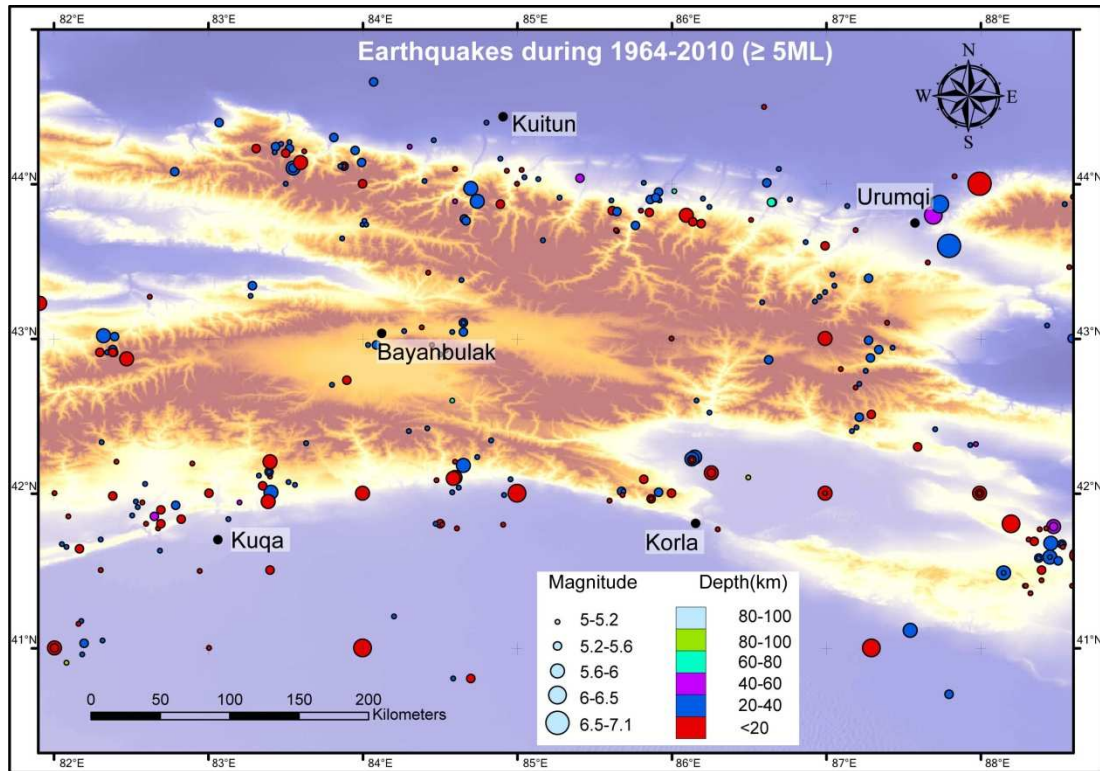 82°E 83°E 84°E 85°E 86°E 87°E 88°E
Earthquakes during 1964-2010 (≥ 5ML)
N
W E
S
Kuitun
44°N 44°N
Urumqi
43°N 43°N
Bayanbulak
42°N 42°N
Kuqa
Korla
Magnitude Depth(km)
5-5.2 80-100
5.2-5.6 80-100
5.6-6 60-80
6-6.5 40-60
6.5-7.1 20-40
<20
41°N 41°N
0 50 100 150 200
Kilometers
82°E 83°E 84°E 85°E 86°E 87°E 88°E